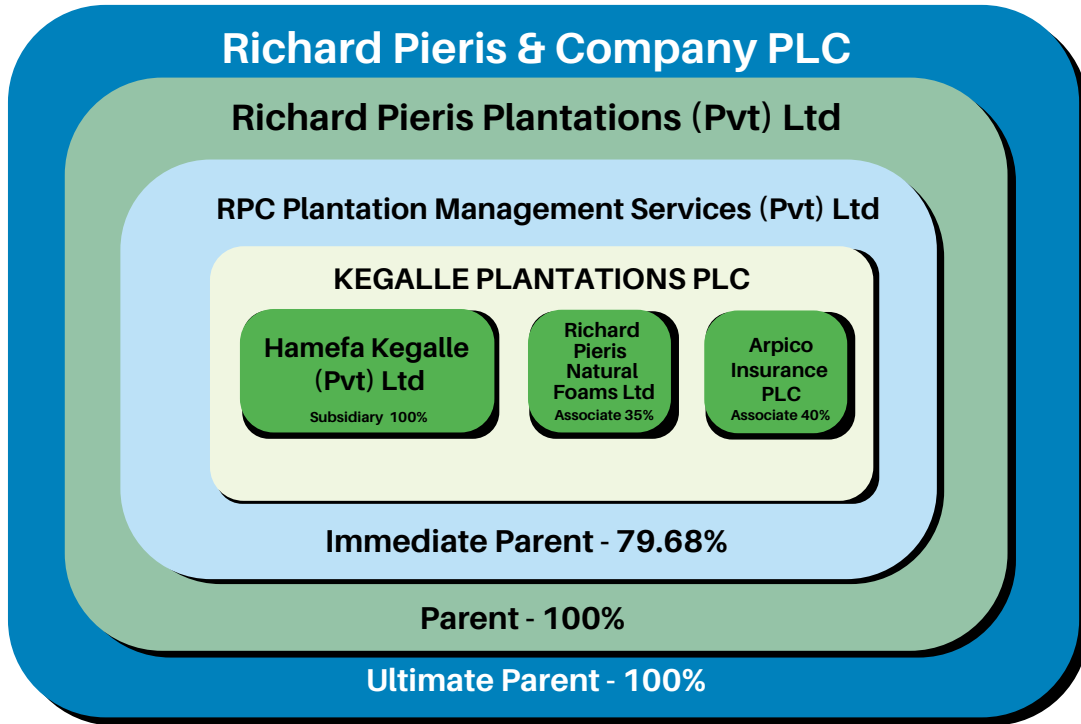 Richard Pieris & Company PLC
Richard Pieris Plantations (Pvt) Ltd
RPC Plantation Management Services (Pvt) Ltd
KEGALLE PLANTATIONS PLC
Hamefa Kegalle
(Pvt) Ltd
Subsidiary 100%
Richard
Pieris
Natural
Foams Ltd
Associate 35%
Arpico
Insurance
PLC
Associate 40%
Immediate Parent - 79.68%
Parent - 100%
Ultimate Parent - 100%